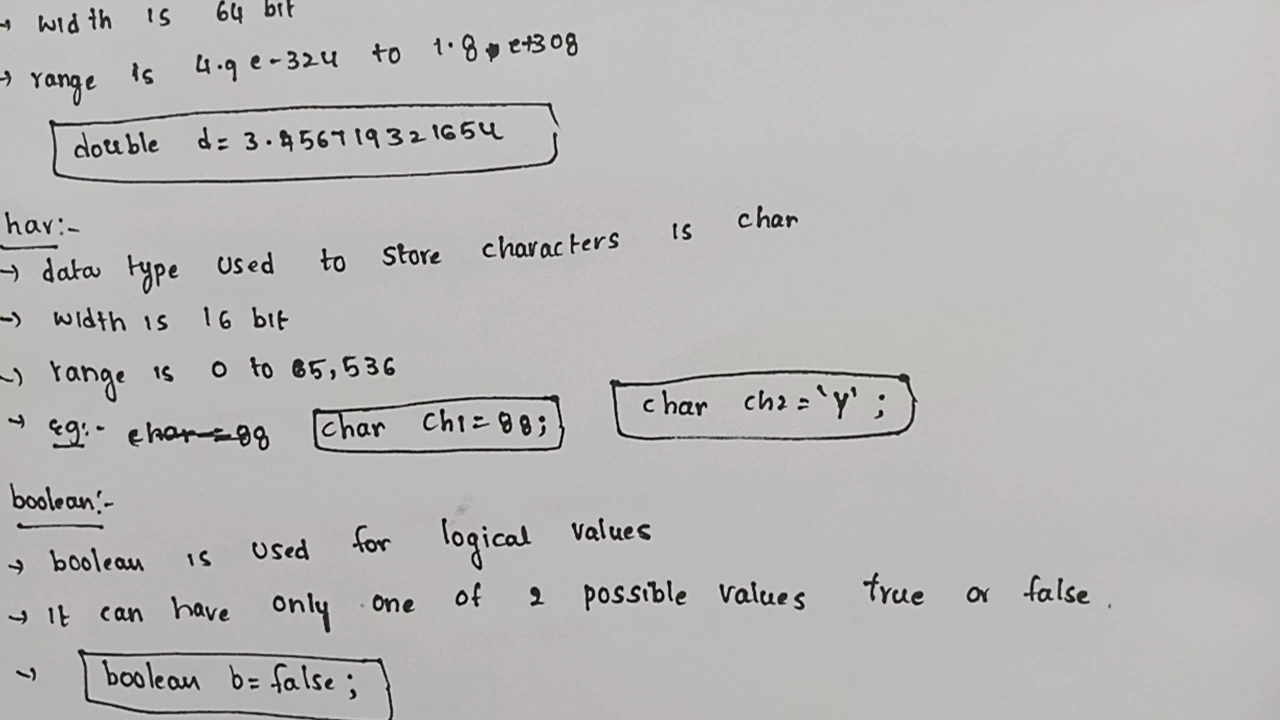 → width is 64 bit
→ range is 4.9 e-324 to 1.8 e+308
double d= 3.456719321654
har:-
→ data type used to store characters is char
→ width is 16 bit
→ range is 0 to 65,536
→ eg:- char = 88 char ch1 = 88; char ch2 = 'Y' ;
boolean:-
→ boolean is used for logical values
→ It can have only one of 2 possible values true or false.
→ boolean b= false ;